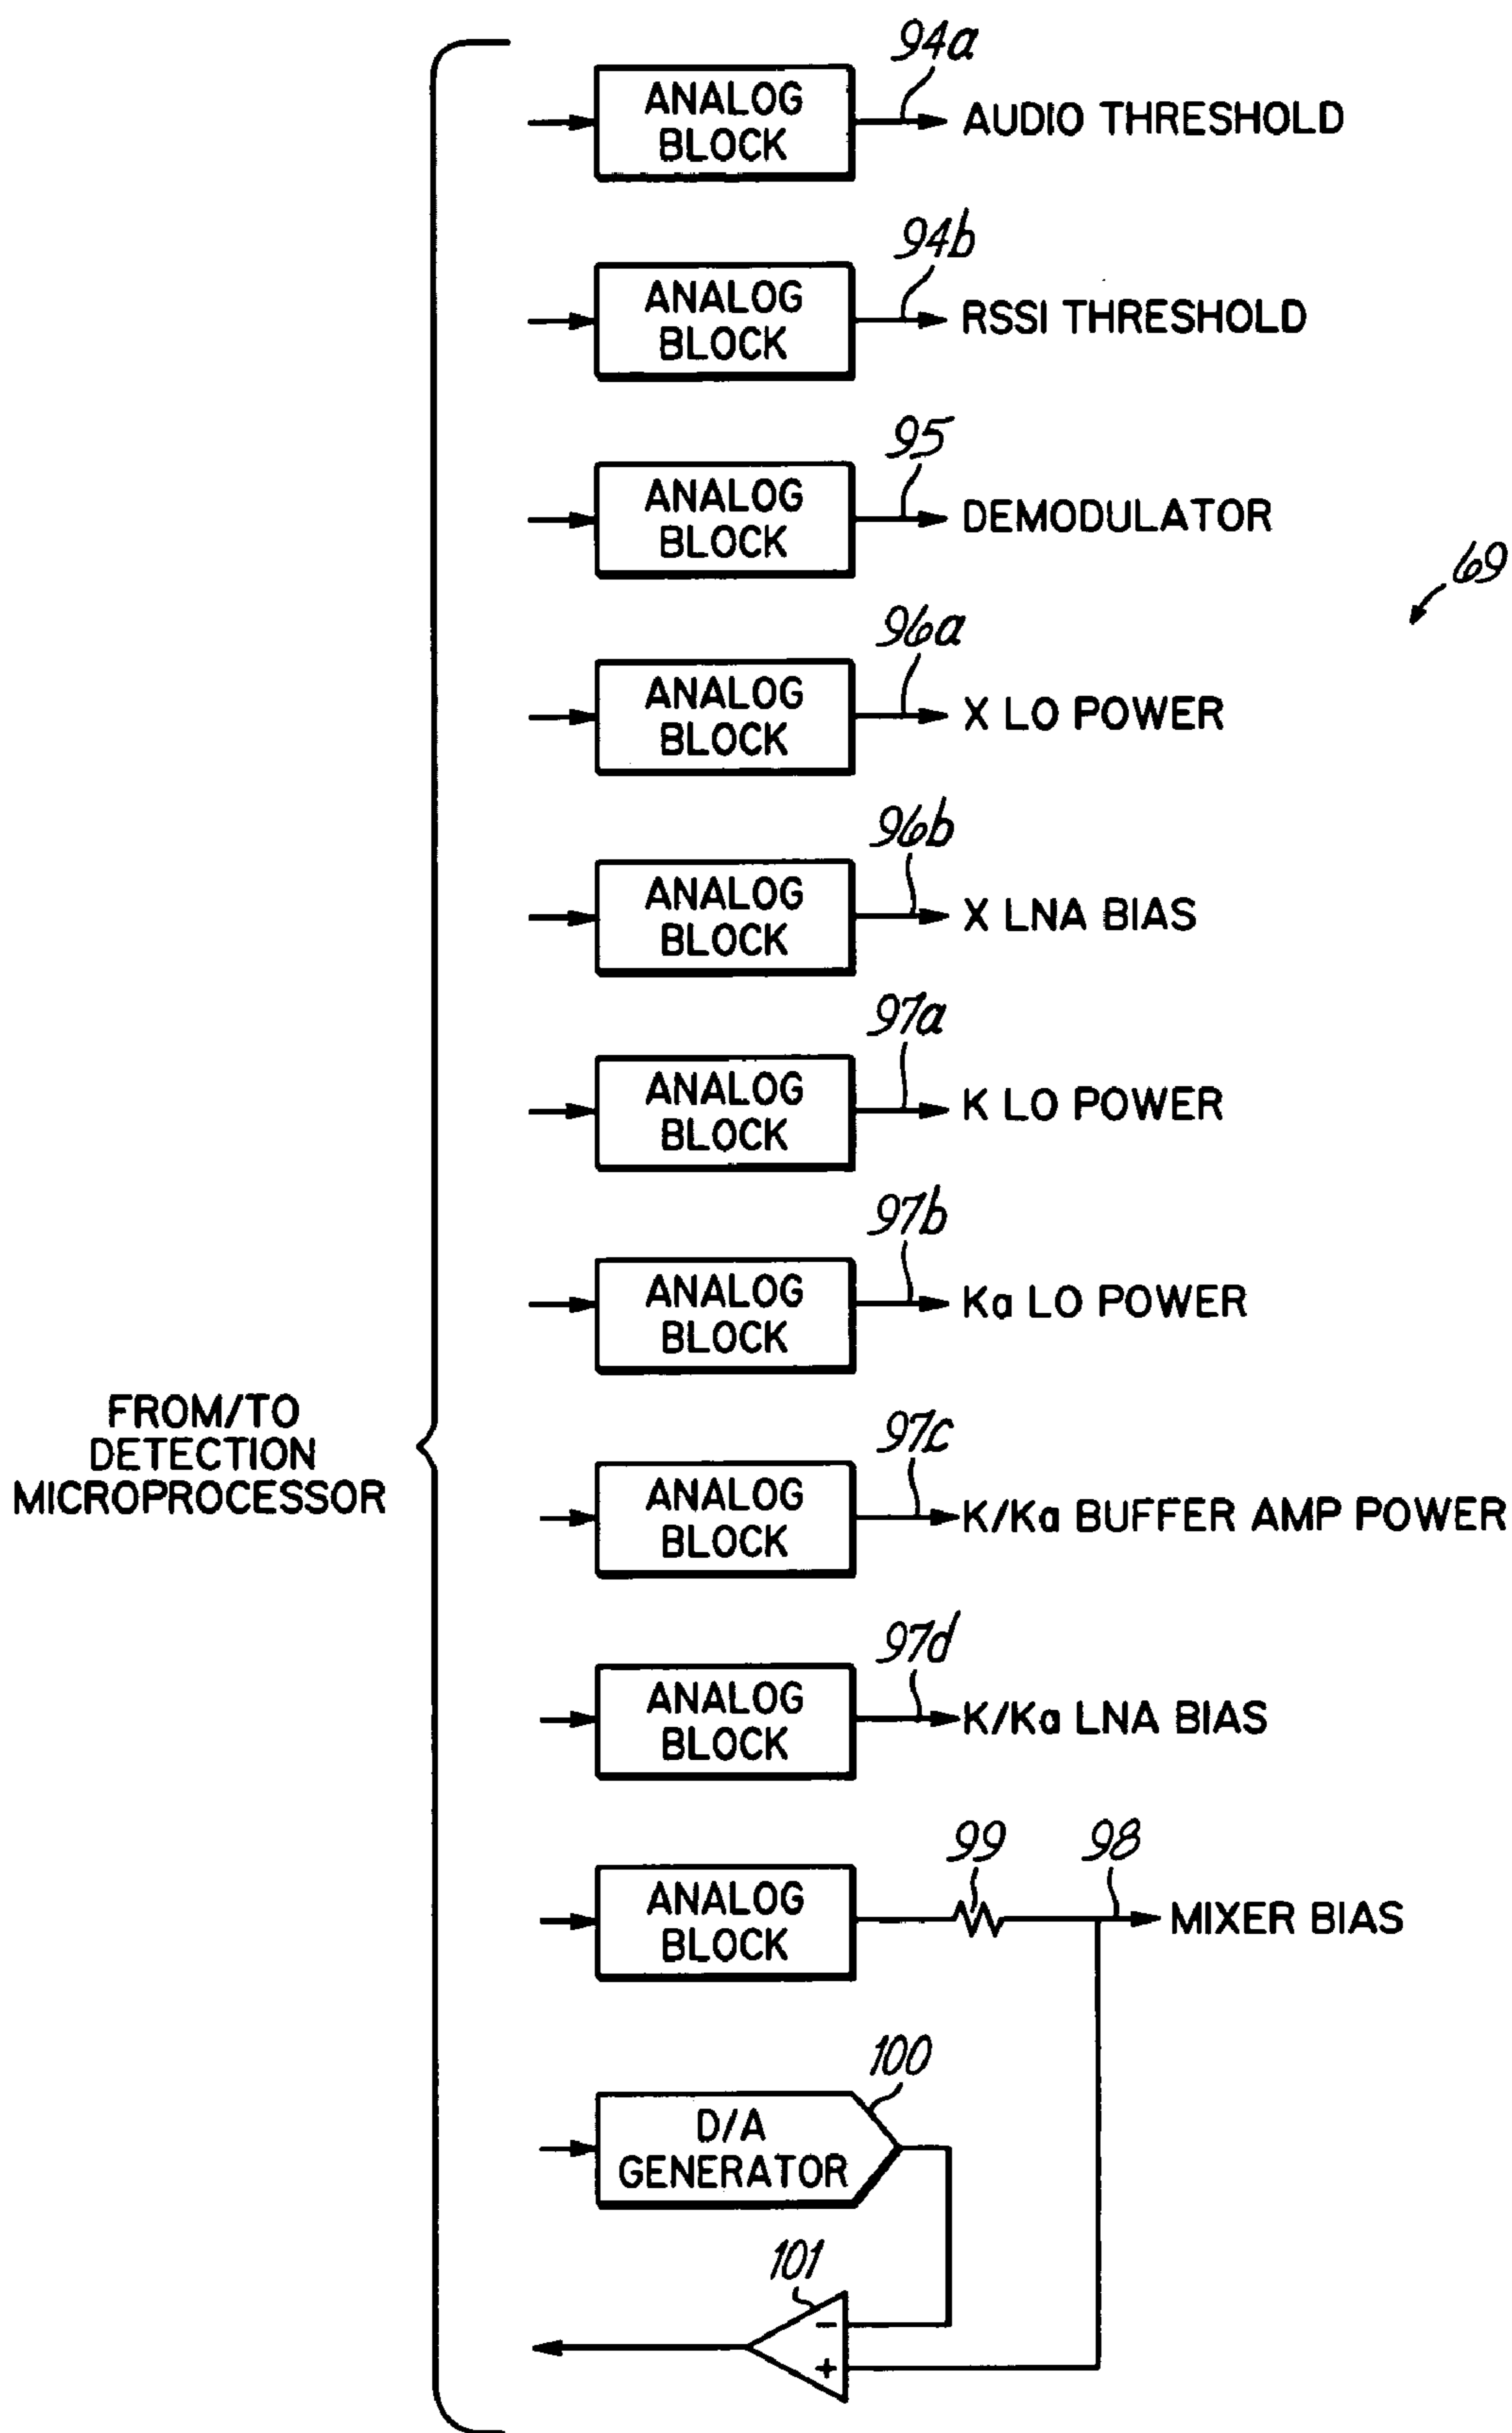 94a
ANALOG
BLOCK
AUDIO THRESHOLD
94b
ANALOG
BLOCK
RSSI THRESHOLD
95
ANALOG
BLOCK
DEMODULATOR
69
96a
ANALOG
BLOCK
X LO POWER
96b
ANALOG
BLOCK
X LNA BIAS
97a
ANALOG
BLOCK
K LO POWER
97b
ANALOG
BLOCK
Ka LO POWER
FROM/TO
DETECTION
MICROPROCESSOR
97c
ANALOG
BLOCK
K/Ka BUFFER AMP POWER
97d
ANALOG
BLOCK
K/Ka LNA BIAS
99
98
ANALOG
BLOCK
MIXER BIAS
100
D/A
GENERATOR
101
−
+